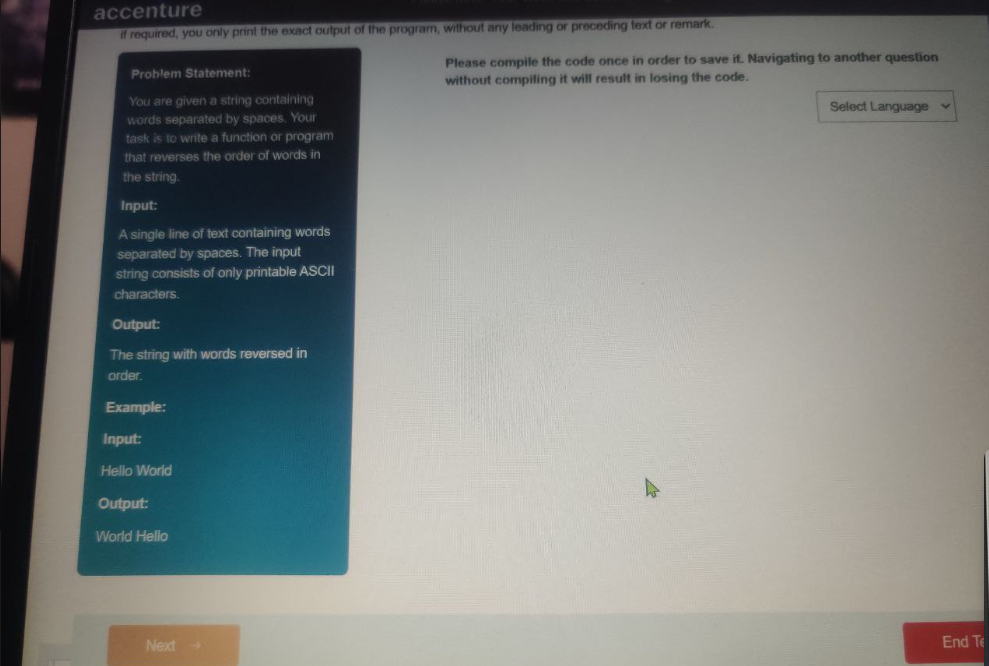 accenture
if required, you only print the exact output of the program, without any leading or preceding text or remark.
Problem Statement:
You are given a string containing
words separated by spaces. Your
task is to write a function or program
that reverses the order of words in
the string.
Input:
A single line of text containing words
separated by spaces. The input
string consists of only printable ASCII
characters.
Output:
The string with words reversed in
order.
Example:
Input:
Hello World
Output:
World Hello
Please compile the code once in order to save it. Navigating to another question
without compiling it will result in losing the code.
Select Language
Next →
End Te